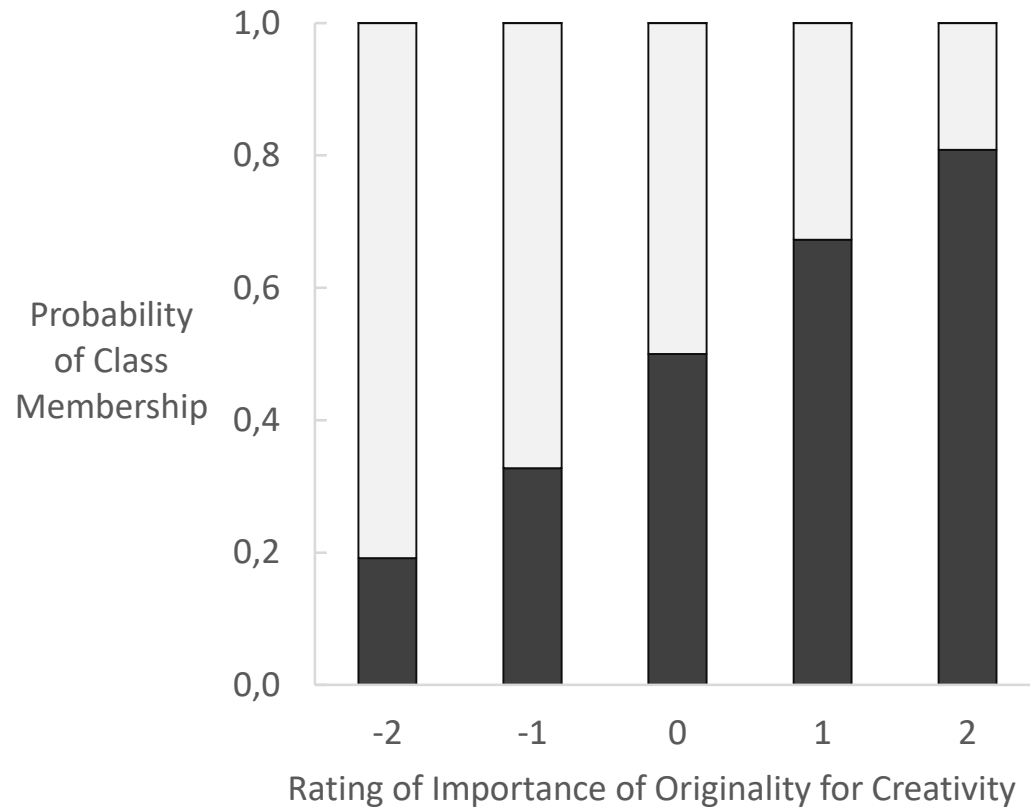 1,0
0,8
0,6
Probability
of Class
Membership
0,4
0,2
0,0
-2 -1 0 1 2
Rating of Importance of Originality for Creativity